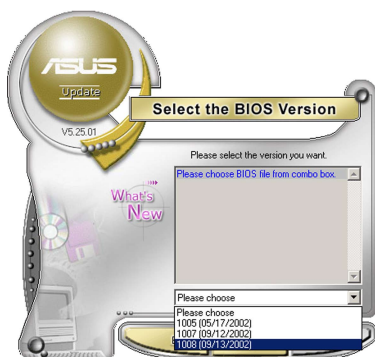 ASUS
Update
V5.25.01
Select the BIOS Version
Please select the version you want.
What's
New
Please choose BIOS file from combo box.
Please choose
Please choose
1005 (05/17/2002)
1007 (09/12/2002)
1008 (09/13/2002)